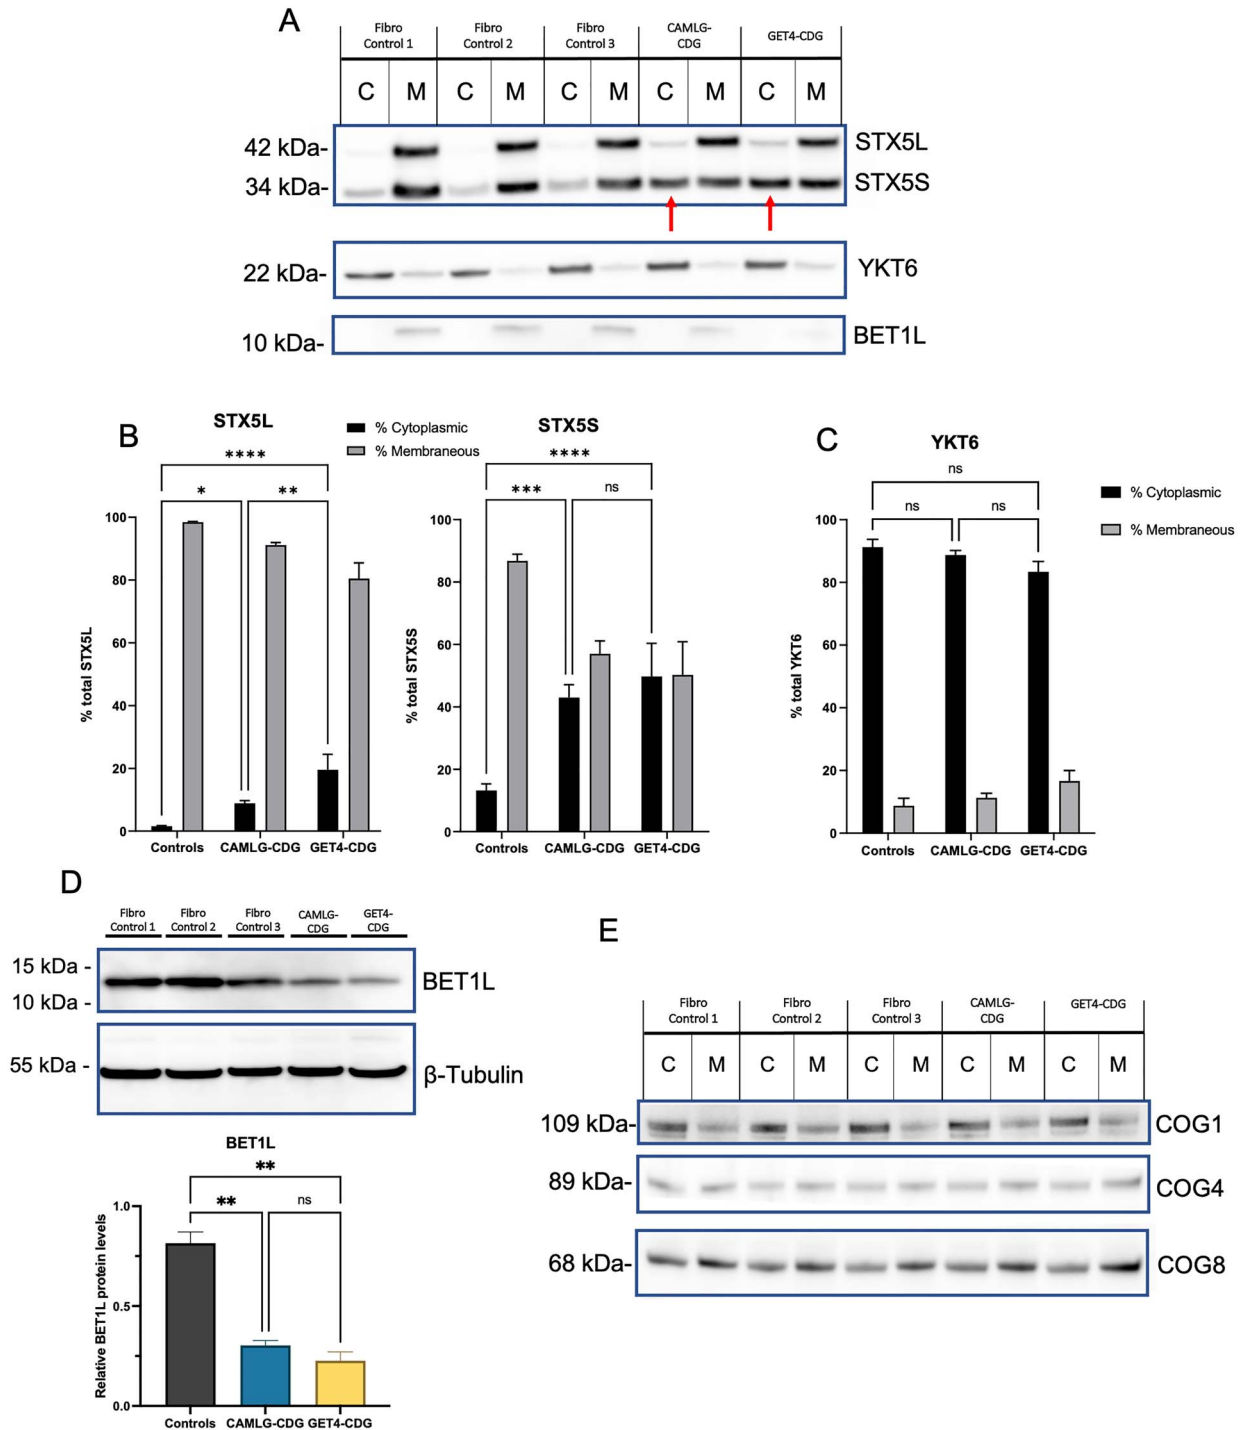 A
Fibro Control 1
Fibro Control 2
Fibro Control 3
CAMLG-CDG
GET4-CDG
C M C M C M C M C M
42 kDa- STX5L
34 kDa- STX5S
22 kDa- YKT6
10 kDa- BET1L
B
STX5L
% Cytoplasmic
% Membraneous
****
* **
% total STX5L
100
80
60
40
20
0
Controls CAMLG-CDG GET4-CDG
STX5S
****
*** ns
% total STX5S
100
80
60
40
20
0
Controls CAMLG-CDG GET4-CDG
C
YKT6
% Cytoplasmic
% Membraneous
ns
ns ns
% total YKT6
100
80
60
40
20
0
Controls CAMLG-CDG GET4-CDG
D
Fibro Control 1
Fibro Control 2
Fibro Control 3
CAMLG-CDG
GET4-CDG
15 kDa -
BET1L
10 kDa -
55 kDa -
β-Tubulin
BET1L
**
** ns
Relative BET1L protein levels
1.0
0.5
0.0
Controls CAMLG-CDG GET4-CDG
E
Fibro Control 1
Fibro Control 2
Fibro Control 3
CAMLG-CDG
GET4-CDG
C M C M C M C M C M
109 kDa- COG1
89 kDa- COG4
68 kDa- COG8